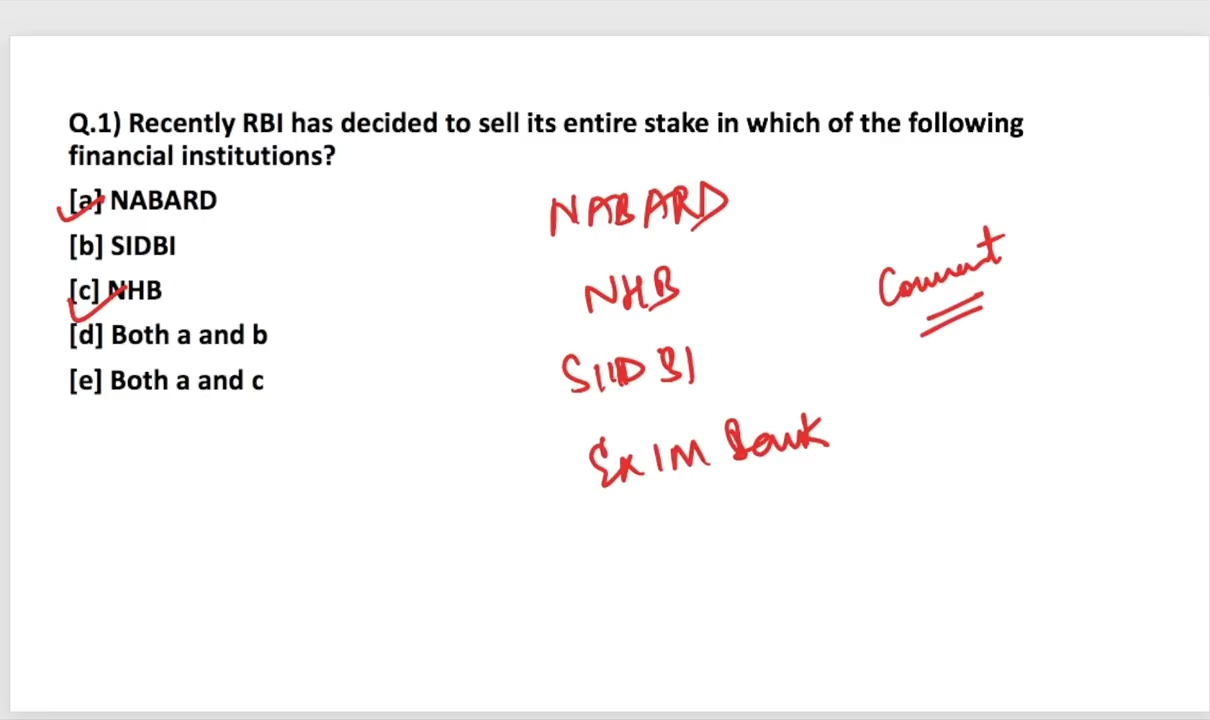 Q.1) Recently RBI has decided to sell its entire stake in which of the following
financial institutions?
[a] NABARD
[b] SIDBI
[c] NHB
[d] Both a and b
[e] Both a and c
NABARD
NHB
SIDBI
EXIM Bank
Comment